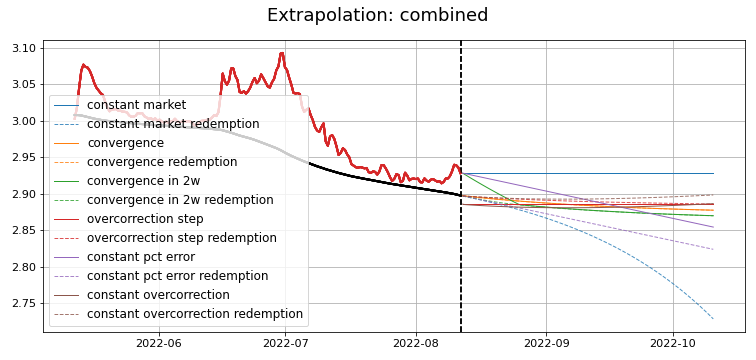 Extrapolation: combined
3.10
3.05
3.00
2.95
2.90
2.85
2.80
2.75
constant market
constant market redemption
convergence
convergence redemption
convergence in 2w
convergence in 2w redemption
overcorrection step
overcorrection step redemption
constant pct error
constant pct error redemption
constant overcorrection
constant overcorrection redemption
2022-06 2022-07 2022-08 2022-09 2022-10